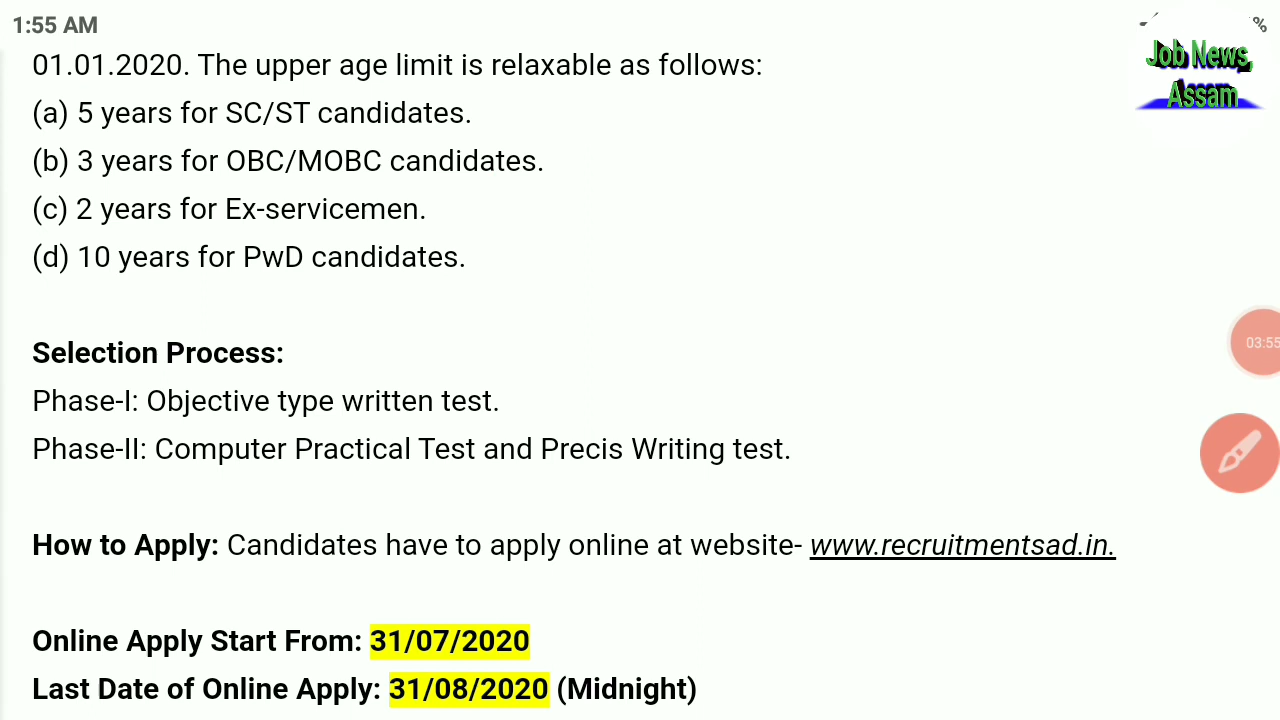 1:55 AM
%
Job News,
Assam
01.01.2020. The upper age limit is relaxable as follows:
(a) 5 years for SC/ST candidates.
(b) 3 years for OBC/MOBC candidates.
(c) 2 years for Ex-servicemen.
(d) 10 years for PwD candidates.
Selection Process:
03:55
Phase-I: Objective type written test.
Phase-II: Computer Practical Test and Precis Writing test.
How to Apply: Candidates have to apply online at website- www.recruitmentsad.in.
Online Apply Start From: 31/07/2020
Last Date of Online Apply: 31/08/2020 (Midnight)